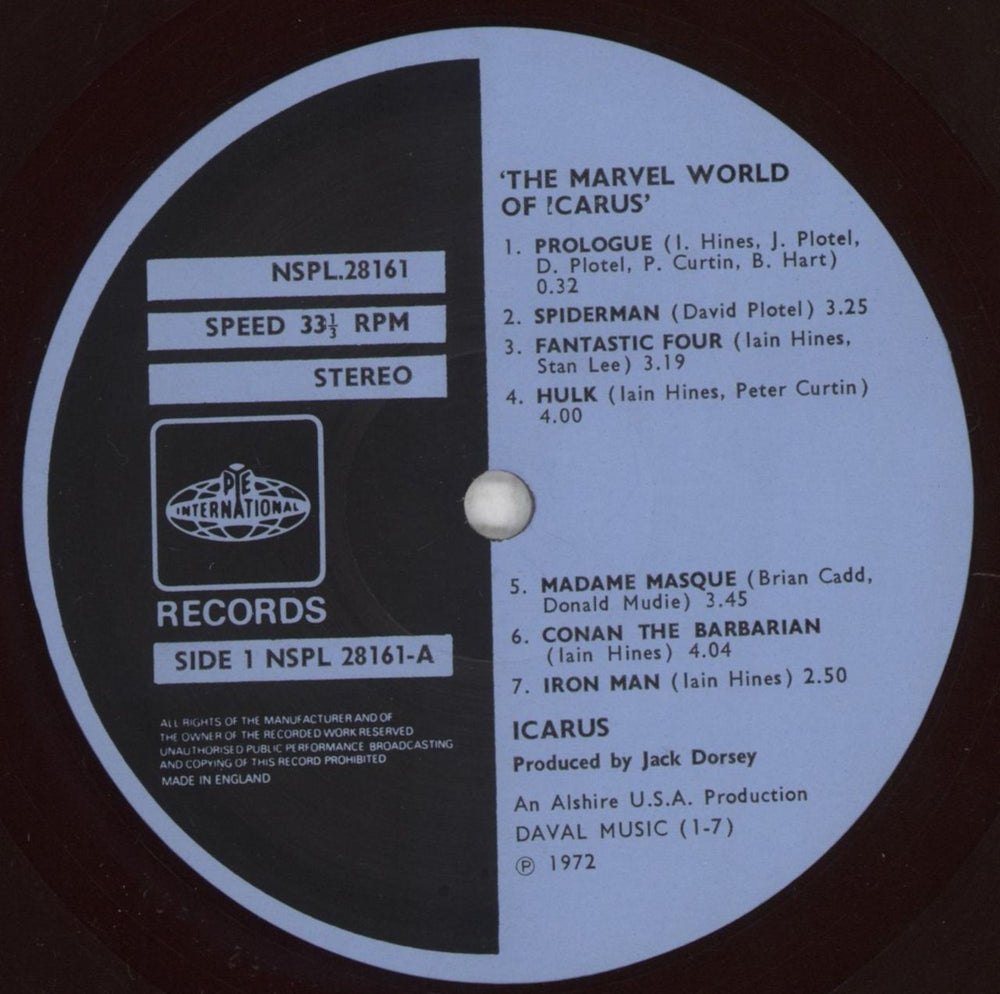 NSPL.28161
SPEED 33⅓ RPM
STEREO
PYE
INTERNATIONAL
RECORDS
SIDE 1 NSPL 28161-A
ALL RIGHTS OF THE MANUFACTURER AND OF
THE OWNER OF THE RECORDED WORK RESERVED
UNAUTHORISED PUBLIC PERFORMANCE BROADCASTING
AND COPYING OF THIS RECORD PROHIBITED
MADE IN ENGLAND
‘THE MARVEL WORLD
OF ICARUS’
1. PROLOGUE (I. Hines, J. Plotel,
D. Plotel, P. Curtin, B. Hart)
0.32
2. SPIDERMAN (David Plotel) 3.25
3. FANTASTIC FOUR (Iain Hines,
Stan Lee) 3.19
4. HULK (Iain Hines, Peter Curtin)
4.00
5. MADAME MASQUE (Brian Cadd,
Donald Mudie) 3.45
6. CONAN THE BARBARIAN
(Iain Hines) 4.04
7. IRON MAN (Iain Hines) 2.50
ICARUS
Produced by Jack Dorsey
An Alshire U.S.A. Production
DAVAL MUSIC (1-7)
℗ 1972